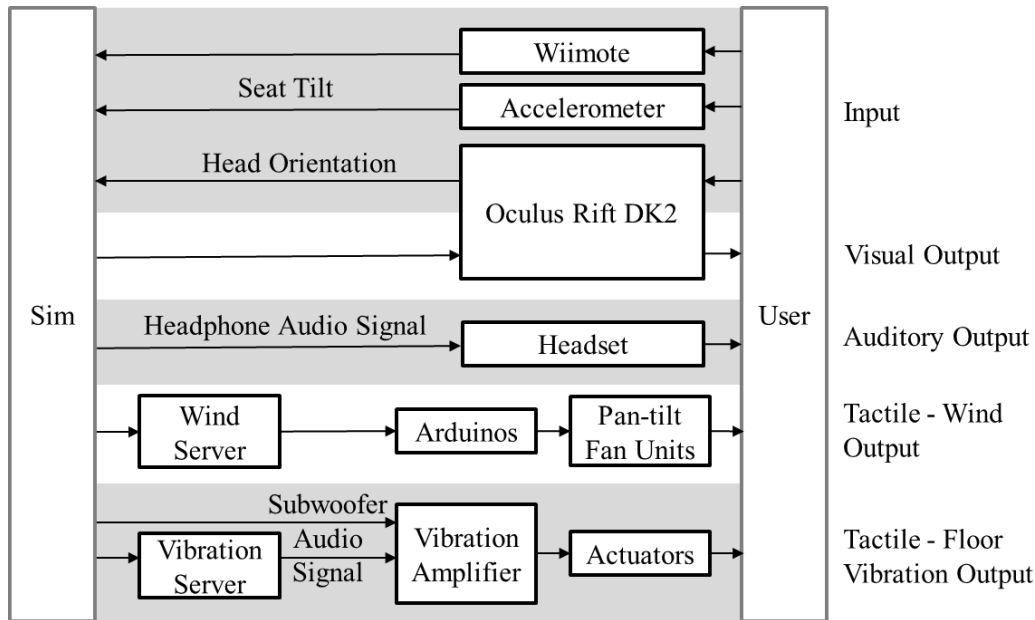 Wiimote
Seat Tilt
Accelerometer
Input
Head Orientation
Oculus Rift DK2
Visual Output
Sim
User
Headphone Audio Signal
Headset
Auditory Output
Wind
Server
Arduinos
Pan-tilt
Fan Units
Tactile - Wind
Output
Subwoofer
Audio
Signal
Vibration
Server
Vibration
Amplifier
Actuators
Tactile - Floor
Vibration Output